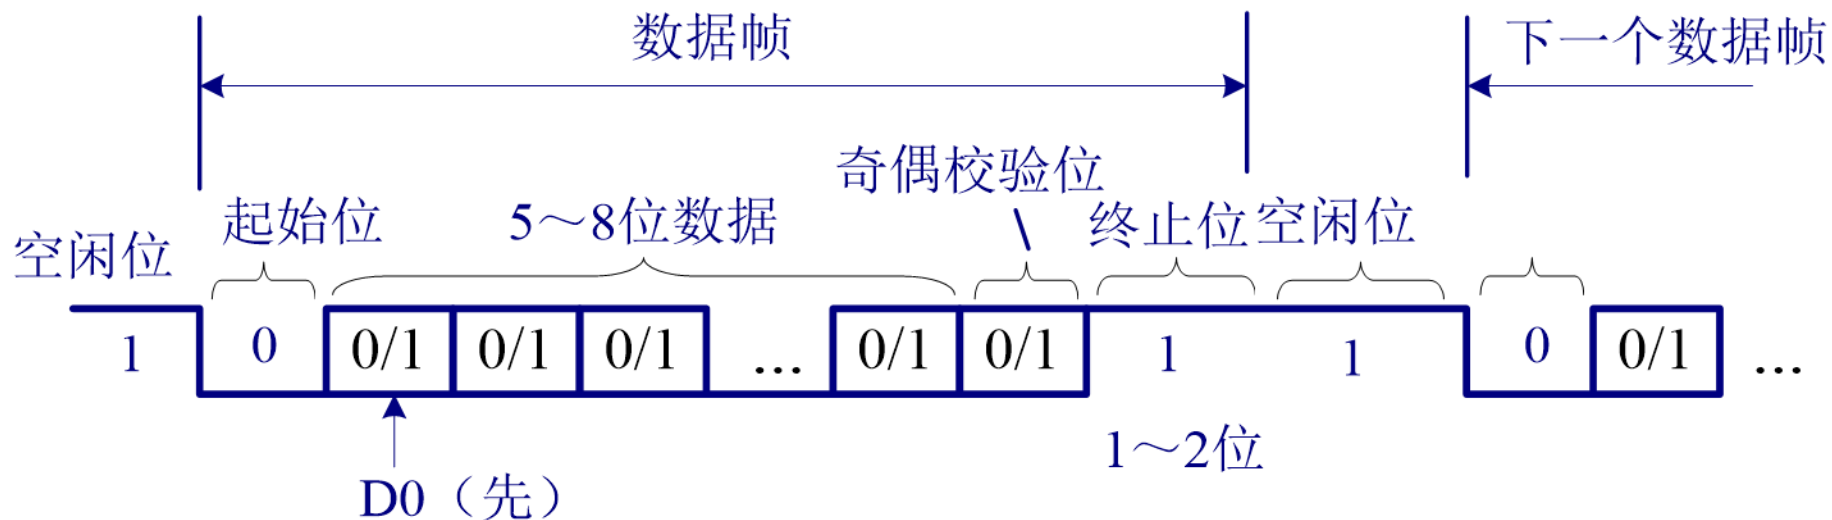 数据帧
下一个数据帧
奇偶校验位
空闲位
起始位
5～8位数据
终止位
空闲位
1
0
0/1
0/1
0/1
...
0/1
0/1
1
1
0
0/1
...
1～2位
D0（先）